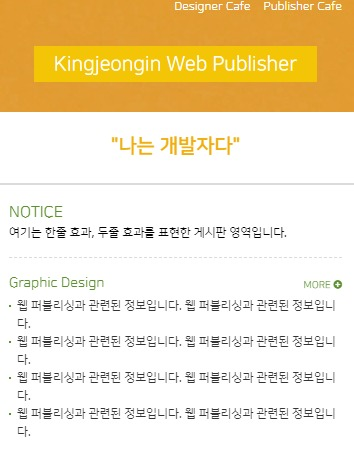 Designer Cafe Publisher Cafe
Kingjeongin Web Publisher
"나는 개발자다"
NOTICE
여기는 한줄 효과, 두줄 효과를 표현한 게시판 영역입니다.
Graphic Design MORE
웹 퍼블리싱과 관련된 정보입니다. 웹 퍼블리싱과 관련된 정보입니
다.
웹 퍼블리싱과 관련된 정보입니다. 웹 퍼블리싱과 관련된 정보입니
다.
웹 퍼블리싱과 관련된 정보입니다. 웹 퍼블리싱과 관련된 정보입니
다.
웹 퍼블리싱과 관련된 정보입니다. 웹 퍼블리싱과 관련된 정보입니
다.